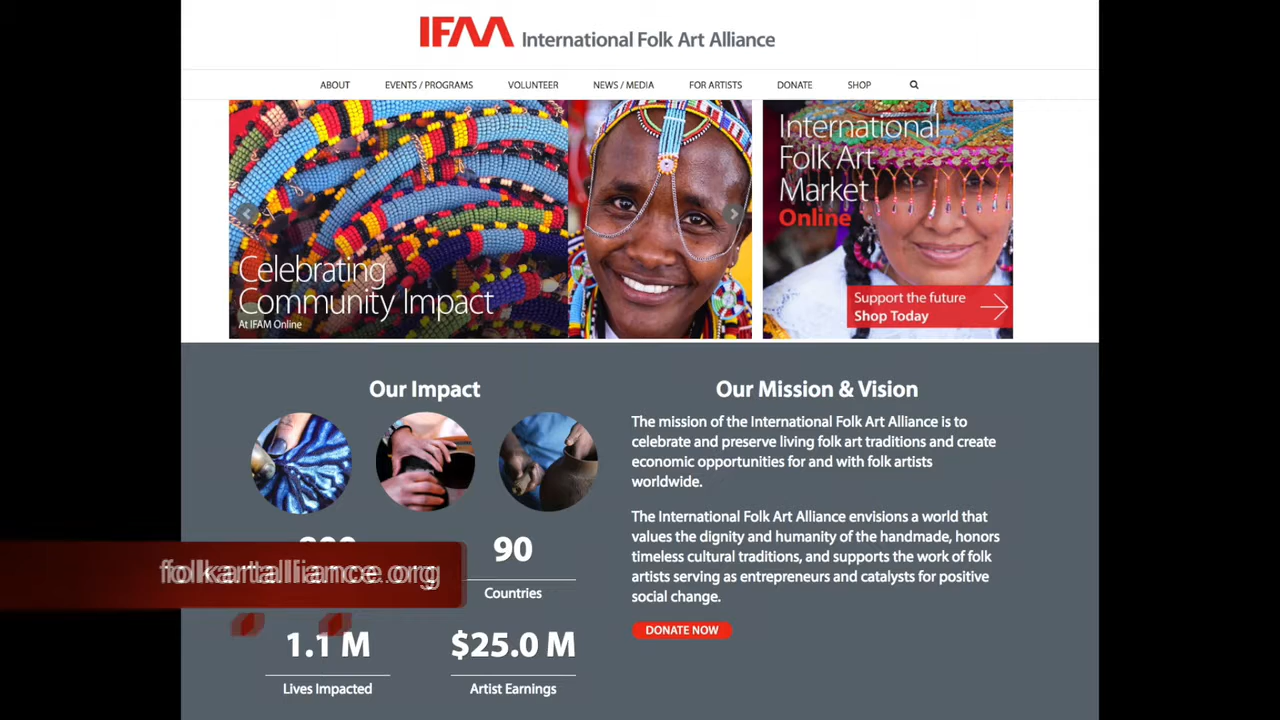 IFAM International Folk Art Alliance
ABOUT EVENTS / PROGRAMS VOLUNTEER NEWS / MEDIA FOR ARTISTS DONATE SHOP
Celebrating
Community Impact
At IFAM Online
International
Folk Art
Market
Online
Support the future
Shop Today
Our Impact
90
Countries
1.1 M
Lives Impacted
$25.0 M
Artist Earnings
Our Mission & Vision
The mission of the International Folk Art Alliance is to
celebrate and preserve living folk art traditions and create
economic opportunities for and with folk artists
worldwide.
The International Folk Art Alliance envisions a world that
values the dignity and humanity of the handmade, honors
timeless cultural traditions, and supports the work of folk
artists serving as entrepreneurs and catalysts for positive
social change.
DONATE NOW
folkartalliance.org